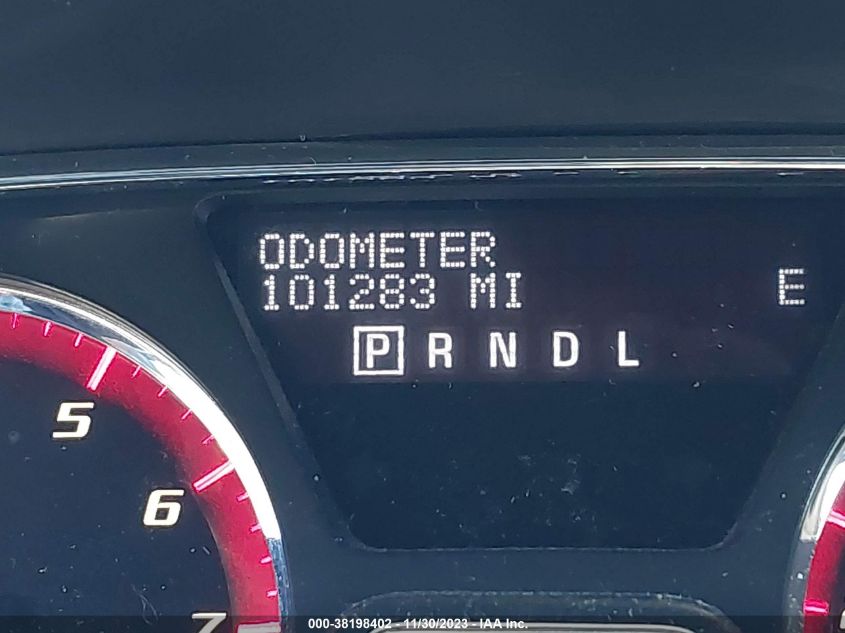 ODOMETER
101283 MI E
P R N D L
5
6
7
000-38198402 - 11/30/2023 - IAA Inc.